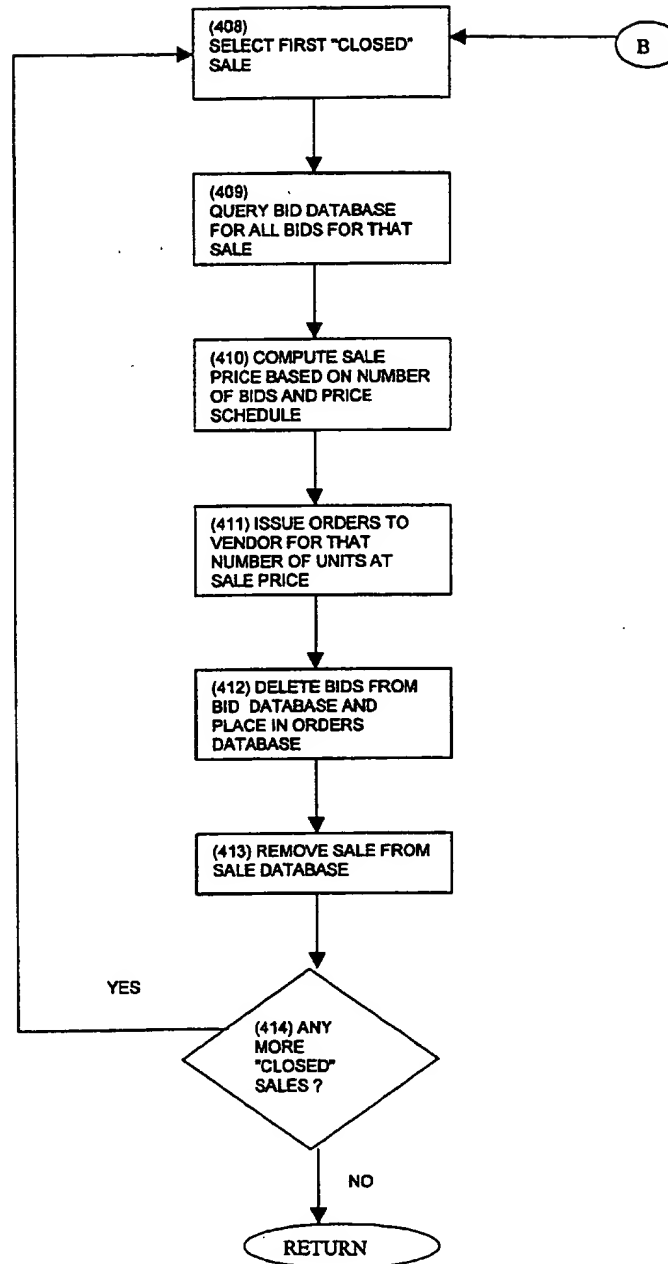 (408)
SELECT FIRST "CLOSED"
SALE
B
(409)
QUERY BID DATABASE
FOR ALL BIDS FOR THAT
SALE
(410) COMPUTE SALE
PRICE BASED ON NUMBER
OF BIDS AND PRICE
SCHEDULE
(411) ISSUE ORDERS TO
VENDOR FOR THAT
NUMBER OF UNITS AT
SALE PRICE
(412) DELETE BIDS FROM
BID DATABASE AND
PLACE IN ORDERS
DATABASE
(413) REMOVE SALE FROM
SALE DATABASE
YES
(414) ANY
MORE
"CLOSED"
SALES ?
NO
RETURN